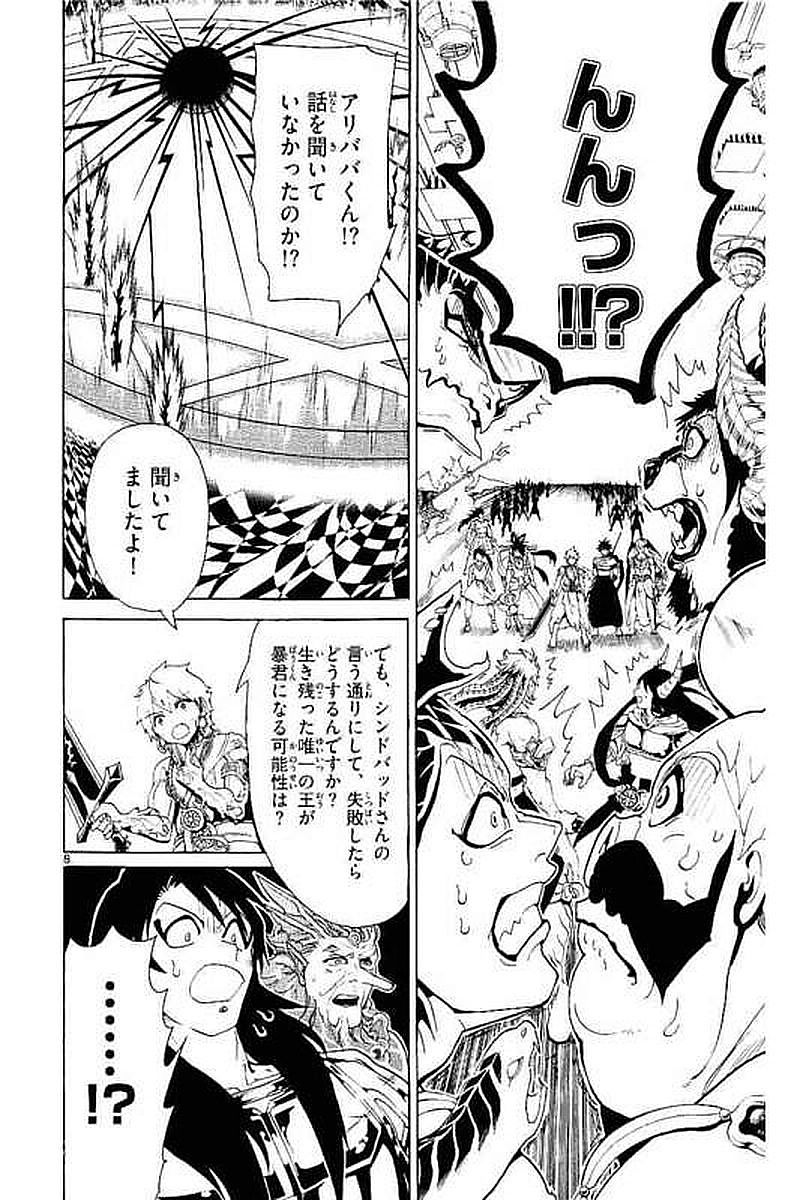 んんっ!!?
アリババくん!?
話を聞いて
いなかったのか!?
聞いて
ましたよ!
でも、シンドバッドさんの
言う通りにして、失敗したら
どうするんですか?
生き残った唯一の王が
暴君になる可能性は?
……!?
9